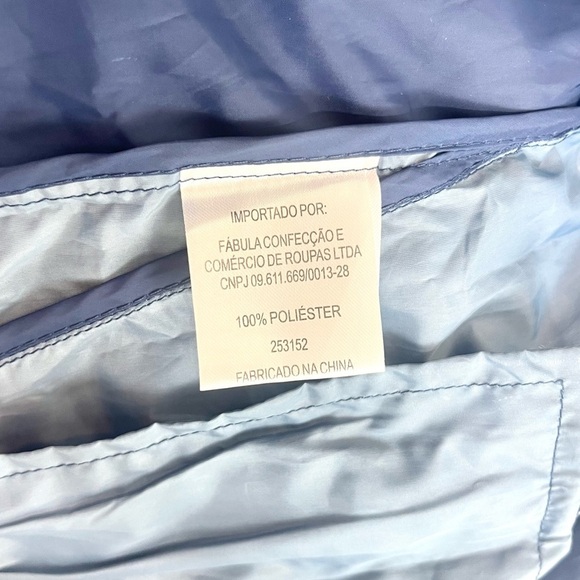 IMPORTADO POR:
FÁBULA CONFECÇÃO E
COMÉRCIO DE ROUPAS LTDA
CNPJ 09.611.669/0013-28
100% POLIÉSTER
253152
FABRICADO NA CHINA